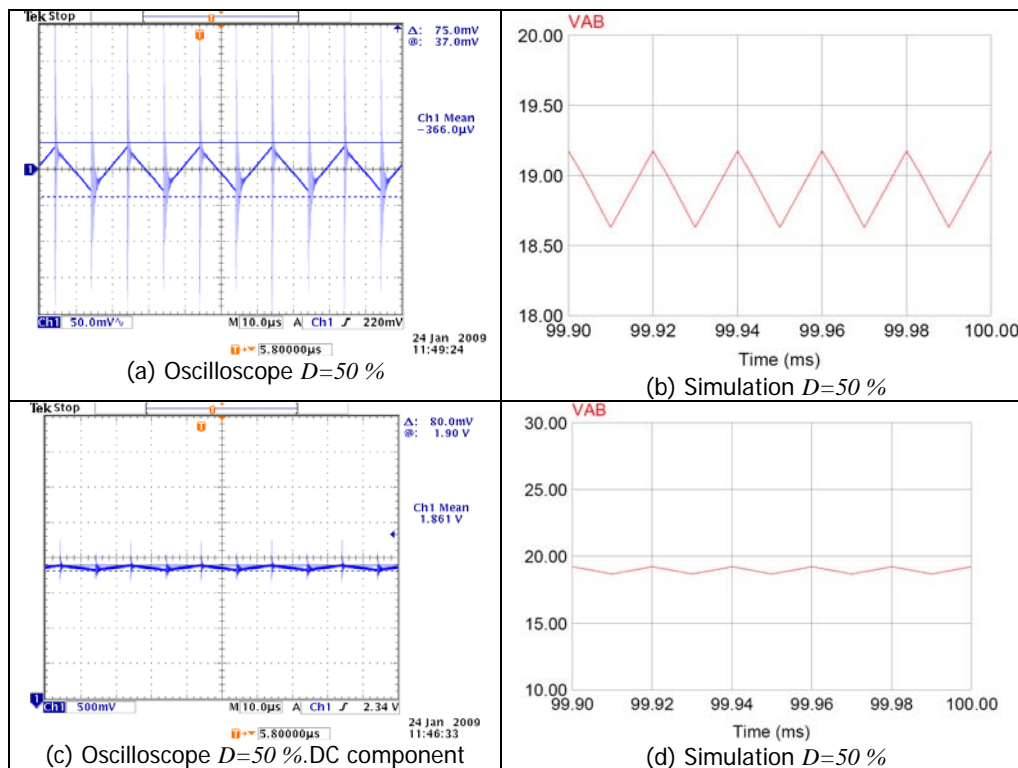 Tek Stop
Δ: 75.0mV
@: 37.0mV
Ch1 Mean
-366.0µV
1
Ch1 50.0mV∿ M 10.0µs A Ch1 ∫ 220mV
24 Jan 2009
11:49:24
T→▾ 5.80000µs
(a) Oscilloscope D=50 %
VAB
20.00
19.50
19.00
18.50
18.00
99.90 99.92 99.94 99.96 99.98 100.00
Time (ms)
(b) Simulation D=50 %
Tek Stop
Δ: 80.0mV
@: 1.90 V
Ch1 Mean
1.861 V
1
Ch1 500mV M 10.0µs A Ch1 ∫ 2.34 V
24 Jan 2009
11:46:33
T→▾ 5.80000µs
(c) Oscilloscope D=50 %.DC component
VAB
30.00
25.00
20.00
15.00
10.00
99.90 99.92 99.94 99.96 99.98 100.00
Time (ms)
(d) Simulation D=50 %